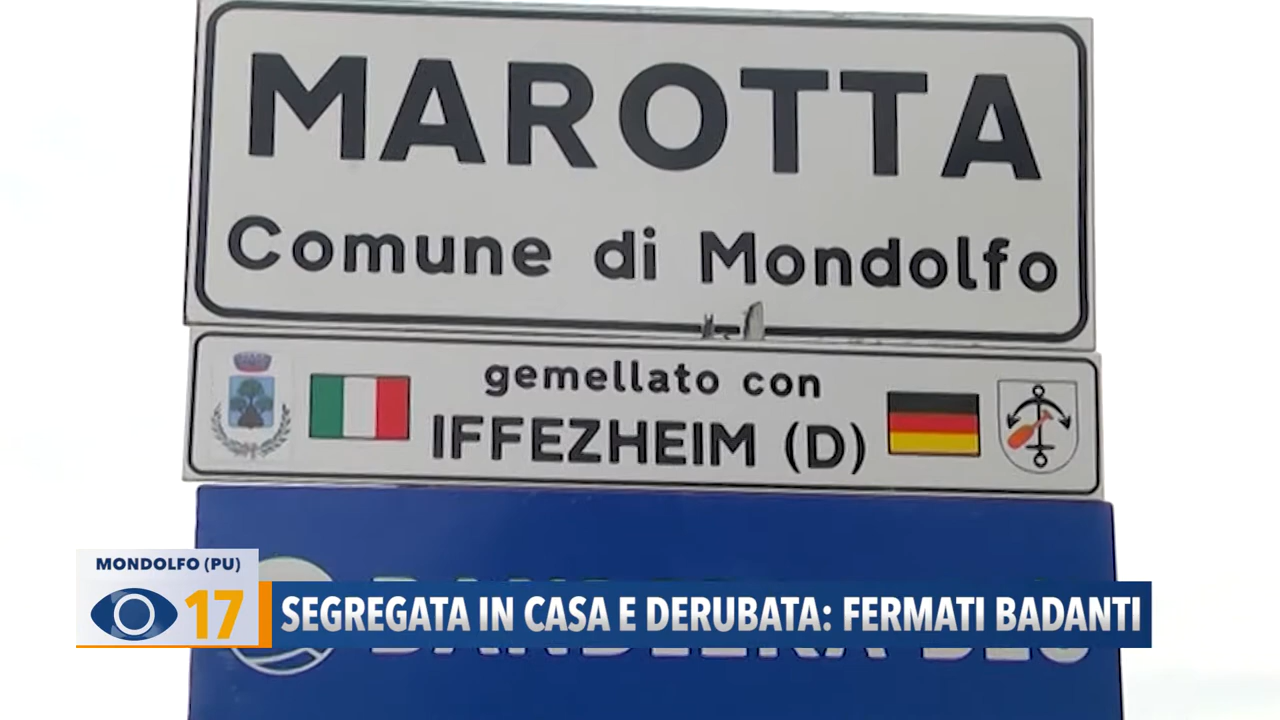 MAROTTA
Comune di Mondolfo
gemellato con
IFFEZHEIM (D)
MONDOLFO (PU)
17
SEGREGATA IN CASA E DERUBATA: FERMATI BADANTI